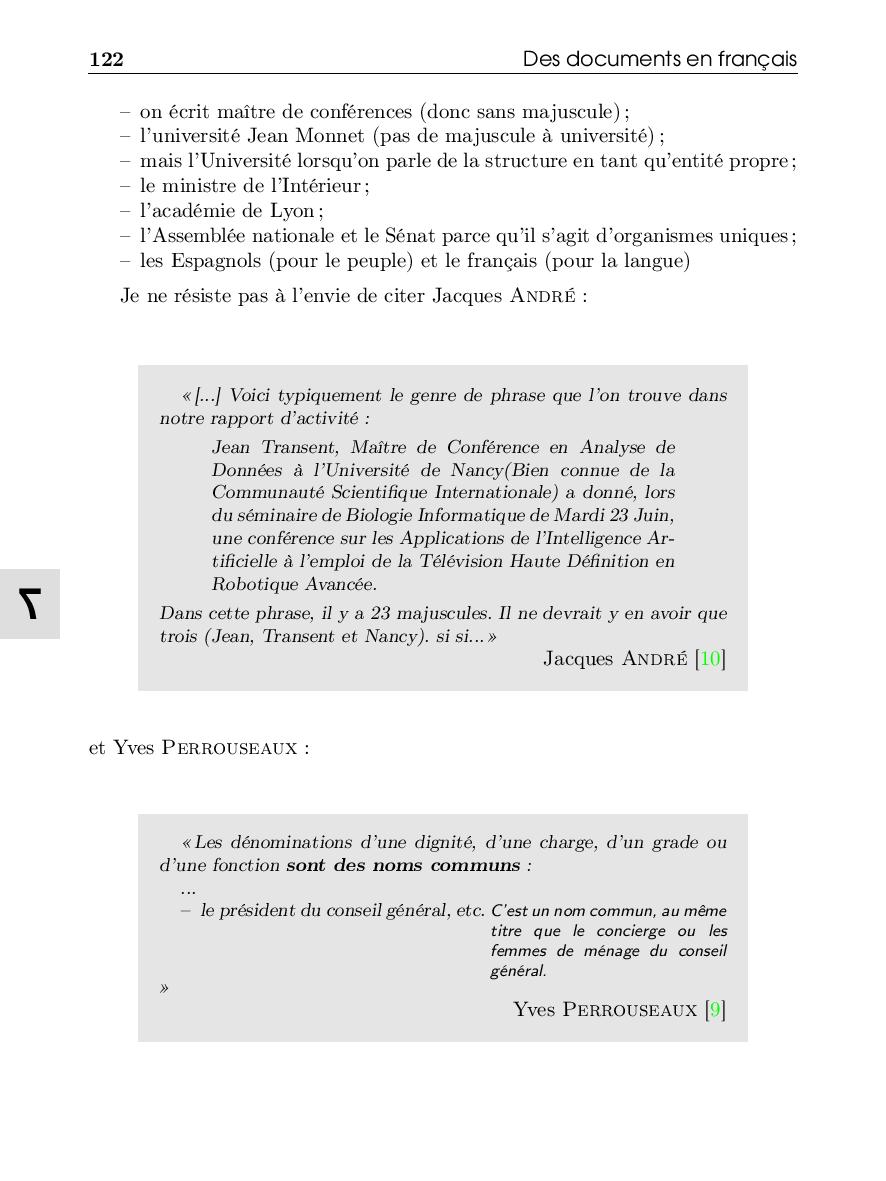 122 Des documents en français
– on écrit maître de conférences (donc sans majuscule) ;
– l'université Jean Monnet (pas de majuscule à université) ;
– mais l'Université lorsqu'on parle de la structure en tant qu'entité propre ;
– le ministre de l'Intérieur ;
– l'académie de Lyon ;
– l'Assemblée nationale et le Sénat parce qu'il s'agit d'organismes uniques ;
– les Espagnols (pour le peuple) et le français (pour la langue)
Je ne résiste pas à l'envie de citer Jacques ANDRÉ :
« [...] Voici typiquement le genre de phrase que l'on trouve dans
notre rapport d'activité :
Jean Transent, Maître de Conférence en Analyse de
Données à l'Université de Nancy(Bien connue de la
Communauté Scientifique Internationale) a donné, lors
du séminaire de Biologie Informatique de Mardi 23 Juin,
une conférence sur les Applications de l'Intelligence Ar-
tificielle à l'emploi de la Télévision Haute Définition en
Robotique Avancée.
7
Dans cette phrase, il y a 23 majuscules. Il ne devrait y en avoir que
trois (Jean, Transent et Nancy). si si... »
Jacques ANDRÉ [10]
et Yves PERROUSEAUX :
« Les dénominations d'une dignité, d'une charge, d'un grade ou
d'une fonction sont des noms communs :
...
– le président du conseil général, etc. C'est un nom commun, au même
titre que le concierge ou les
femmes de ménage du conseil
général.
»
Yves PERROUSEAUX [9]